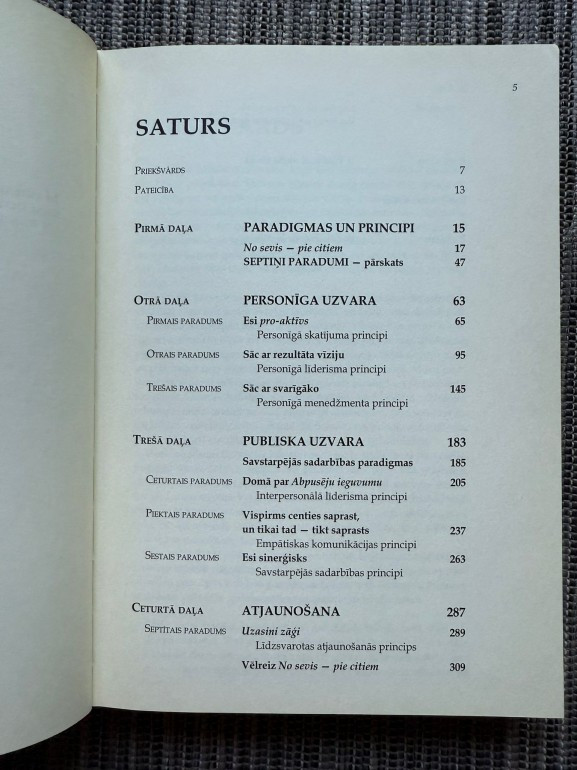 5
SATURS
PRIEKŠVĀRDS 7
PATEICĪBA 13
PIRMĀ DAĻA PARADIGMAS UN PRINCIPI 15
No sevis — pie citiem 17
SEPTIŅI PARADUMI — pārskats 47
OTRĀ DAĻA PERSONĪGA UZVARA 63
PIRMAIS PARADUMS Esi pro-aktīvs 65
Personīgā skatījuma principi
OTRAIS PARADUMS Sāc ar rezultāta vīziju 95
Personīgā līderisma principi
TREŠAIS PARADUMS Sāc ar svarīgāko 145
Personīgā menedžmenta principi
TREŠĀ DAĻA PUBLISKA UZVARA 183
Savstarpējās sadarbības paradigmas 185
CETURTAIS PARADUMS Domā par Abpusēju ieguvumu 205
Interpersonālā līderisma principi
PIEKTAIS PARADUMS Vispirms centies saprast,
un tikai tad — tikt saprasts 237
Empātiskas komunikācijas principi
SESTAIS PARADUMS Esi sinerģisks 263
Savstarpējās sadarbības principi
CETURTĀ DAĻA ATJAUNOŠANA 287
SEPTĪTAIS PARADUMS Uzasini zāģi 289
Līdzsvarotas atjaunošanās princips
Vēlreiz No sevis — pie citiem 309